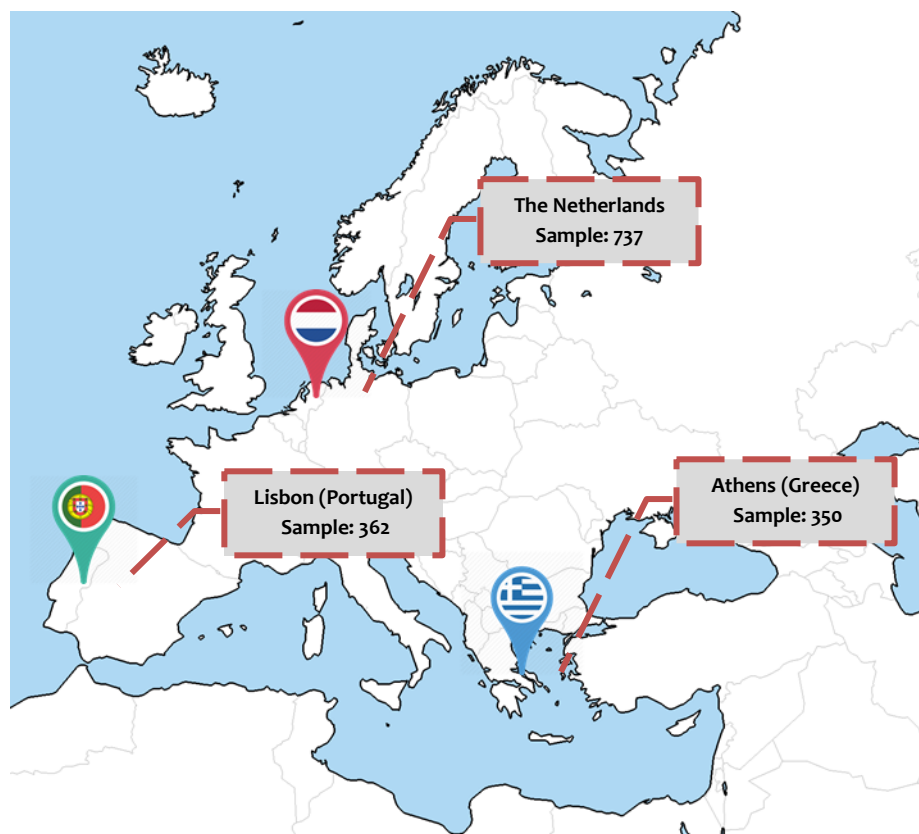 The Netherlands
Sample: 737
Lisbon (Portugal)
Sample: 362
Athens (Greece)
Sample: 350